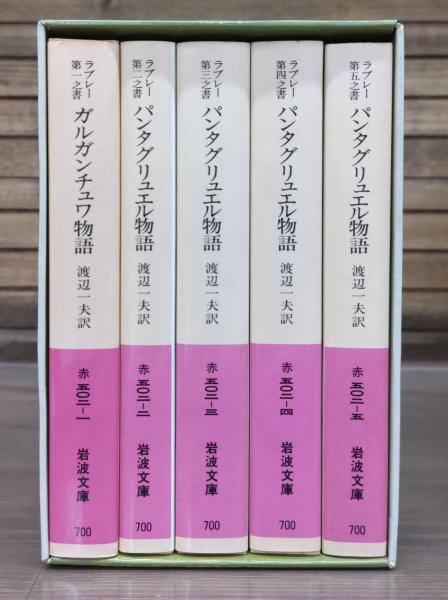 ラブレー
第一之書
ガルガンチュワ物語
渡辺一夫訳
赤 五〇二-一
岩波文庫
700
ラブレー
第二之書
パンタグリュエル物語
渡辺一夫訳
赤 五〇二-二
岩波文庫
700
ラブレー
第三之書
パンタグリュエル物語
渡辺一夫訳
赤 五〇二-三
岩波文庫
700
ラブレー
第四之書
パンタグリュエル物語
渡辺一夫訳
赤 五〇二-四
岩波文庫
700
ラブレー
第五之書
パンタグリュエル物語
渡辺一夫訳
赤 五〇二-五
岩波文庫
700